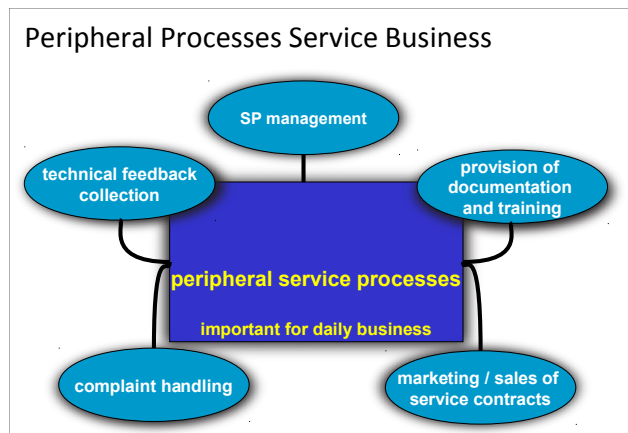 Peripheral Processes Service Business
SP management
technical feedback
collection
provision of
documentation
and training
peripheral service processes
important for daily business
complaint handling
marketing / sales of
service contracts